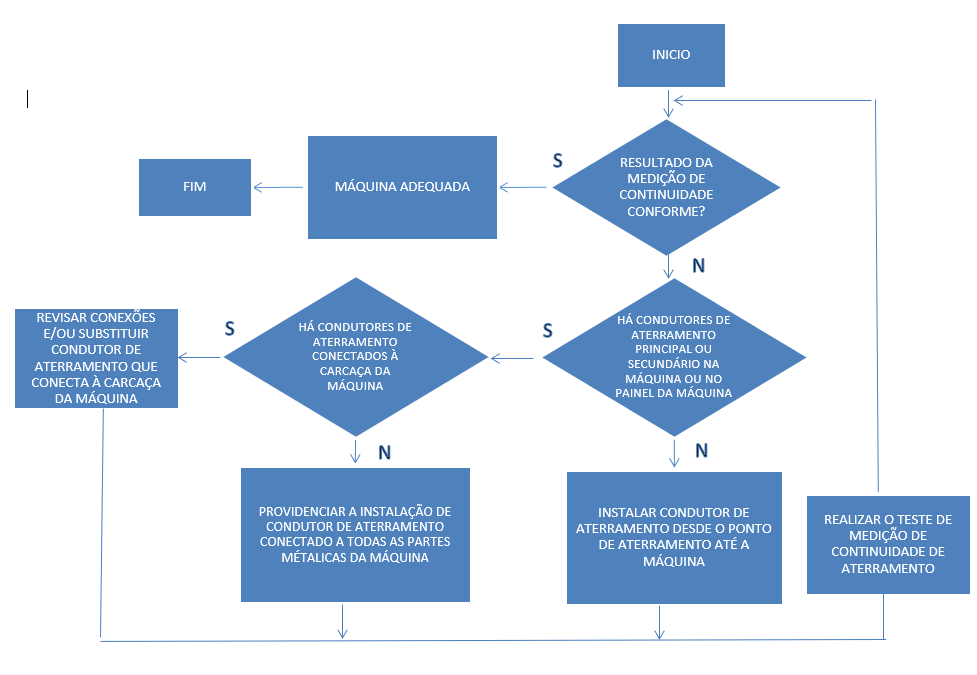 INICIO
RESULTADO DA
MEDIÇÃO DE
CONTINUIDADE
CONFORME?
S
MÁQUINA ADEQUADA
FIM
N
HÁ CONDUTORES DE
ATERRAMENTO
PRINCIPAL OU
SECUNDÁRIO NA
MÁQUINA OU NO
PAINEL DA MÁQUINA
S
HÁ CONDUTORES DE
ATERRAMENTO
CONECTADOS À
CARCAÇA DA
MÁQUINA
S
REVISAR CONEXÕES
E/OU SUBSTITUIR
CONDUTOR DE
ATERRAMENTO QUE
CONECTA À CARCAÇA
DA MÁQUINA
N
PROVIDENCIAR A INSTALAÇÃO DE
CONDUTOR DE ATERRAMENTO
CONECTADO A TODAS AS PARTES
MÉTALICAS DA MÁQUINA
N
INSTALAR CONDUTOR DE
ATERRAMENTO DESDE O PONTO
DE ATERRAMENTO ATÉ A
MÁQUINA
REALIZAR O TESTE DE
MEDIÇÃO DE
CONTINUIDADE DE
ATERRAMENTO